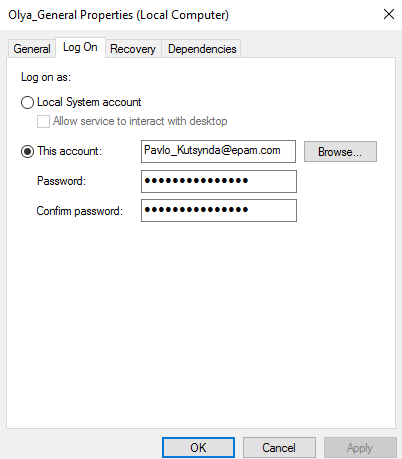 Olya_General Properties (Local Computer)
General Log On Recovery Dependencies
Log on as:
Local System account
Allow service to interact with desktop
This account: Pavlo_Kutsynda@epam.com Browse...
Password: •••••••••••••••
Confirm password: •••••••••••••••
OK Cancel Apply